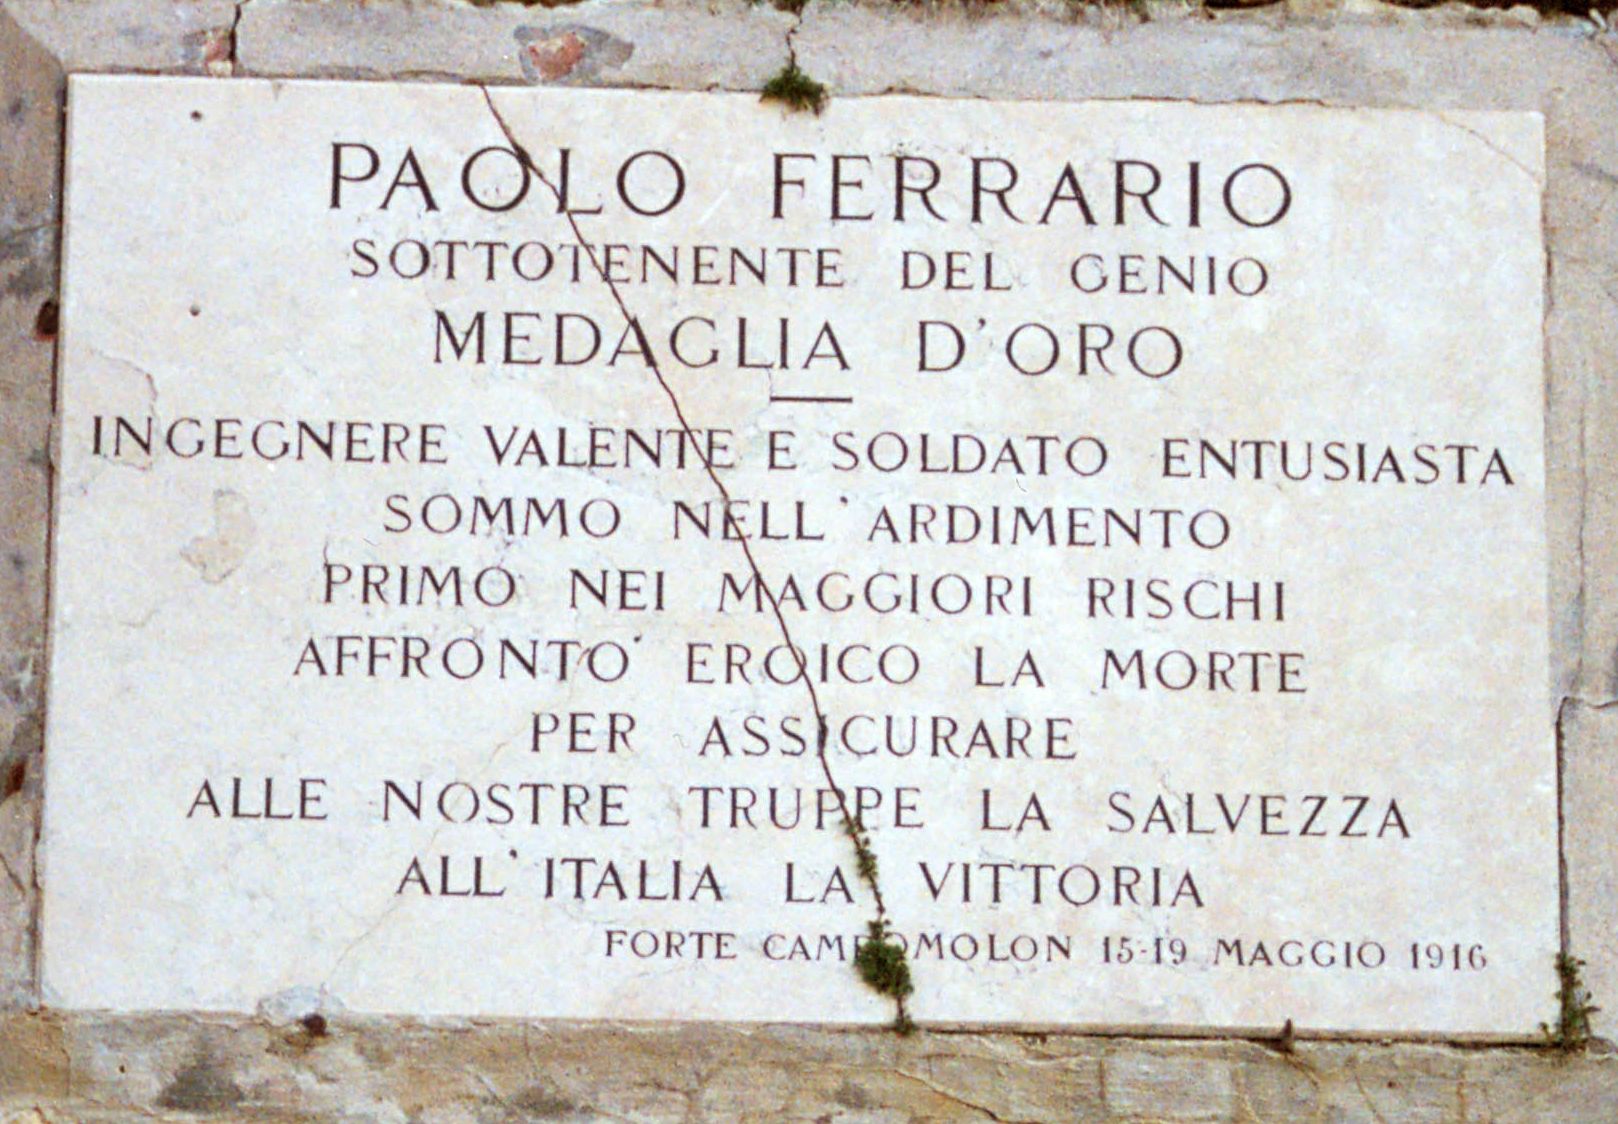 PAOLO FERRARIO
SOTTOTENENTE DEL GENIO
MEDAGLIA D'ORO
INGEGNERE VALENTE E SOLDATO ENTUSIASTA
SOMMO NELL'ARDIMENTO
PRIMO NEI MAGGIORI RISCHI
AFFRONTO' EROICO LA MORTE
PER ASSICURARE
ALLE NOSTRE TRUPPE LA SALVEZZA
ALL'ITALIA LA VITTORIA
FORTE CAMPOMOLON 15-19 MAGGIO 1916